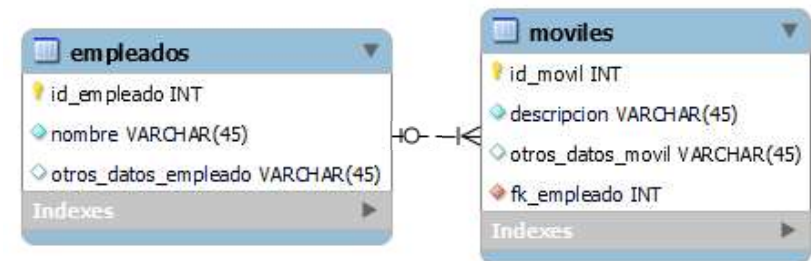 empleados
id_empleado INT
nombre VARCHAR(45)
otros_datos_empleado VARCHAR(45)
Indexes
moviles
id_movil INT
descripcion VARCHAR(45)
otros_datos_movil VARCHAR(45)
fk_empleado INT
Indexes